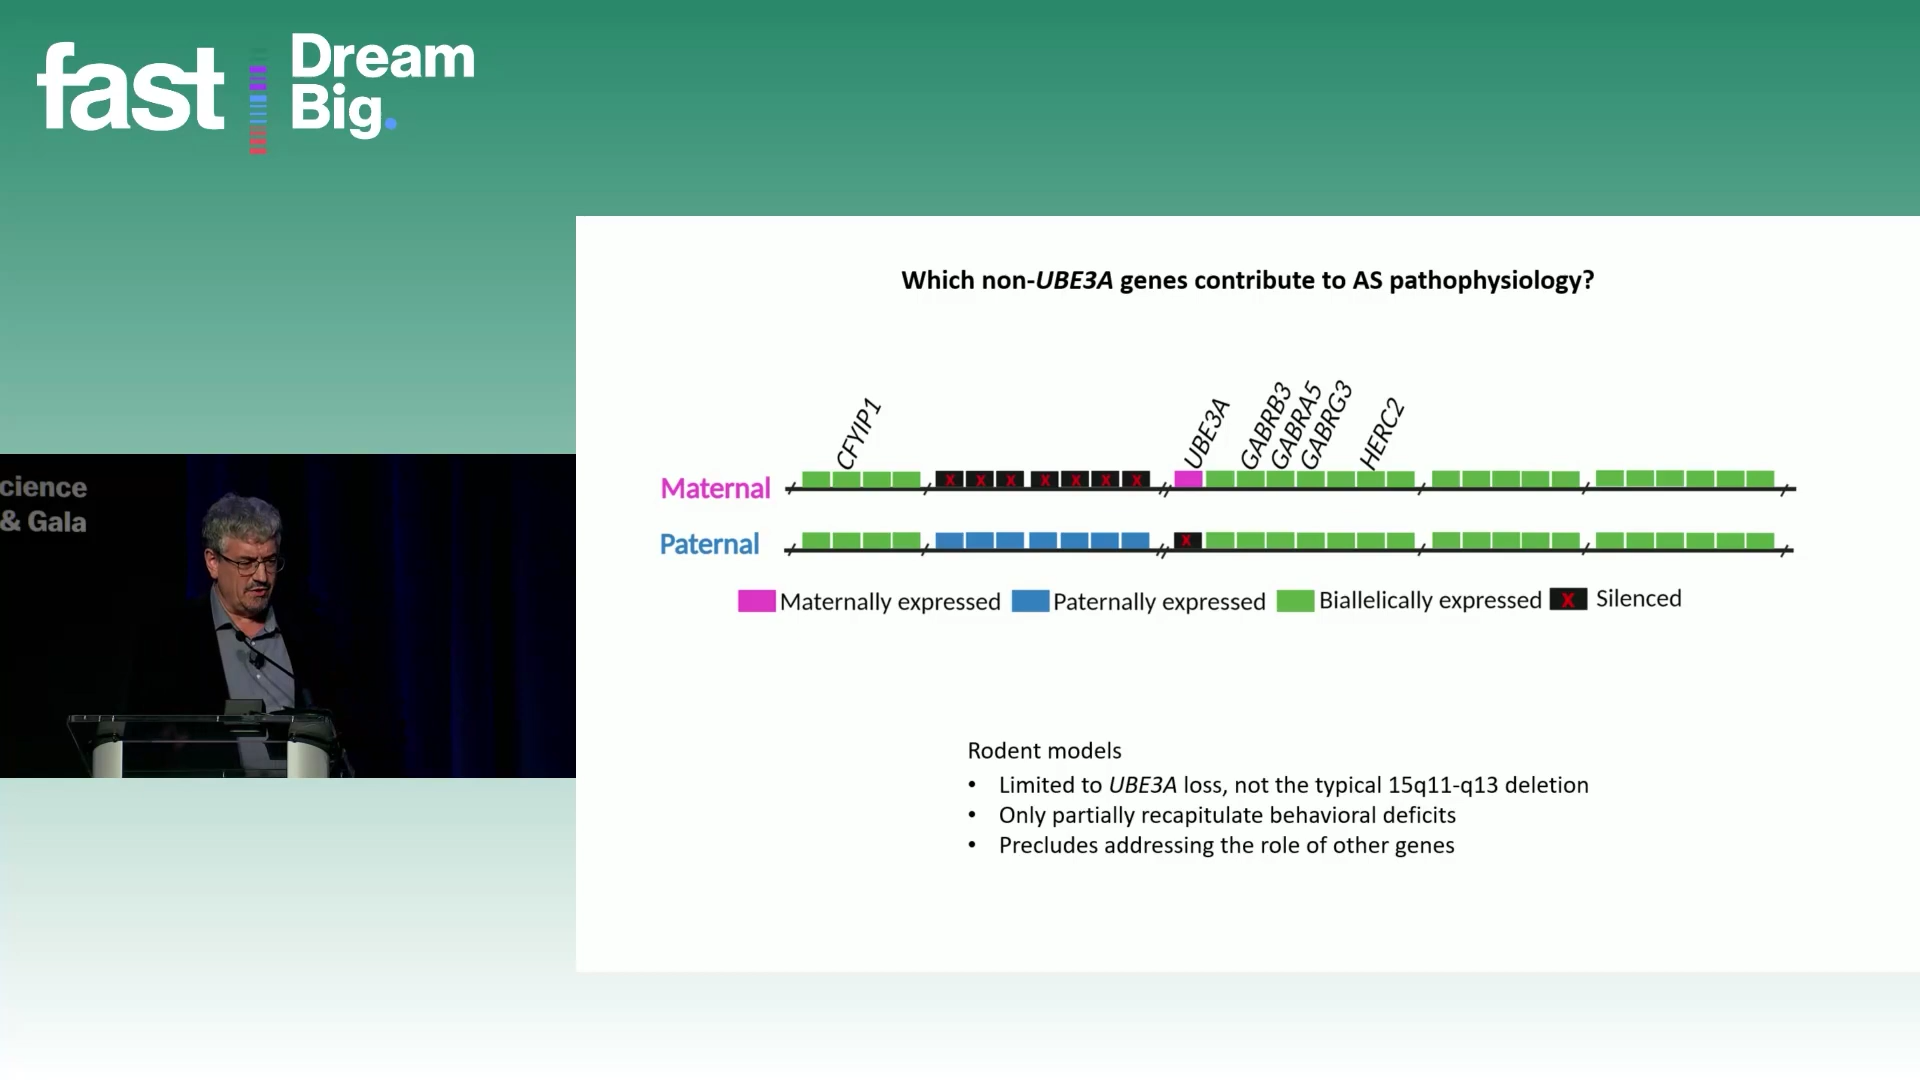 fast
Dream
Big.
cience
& Gala
Which non-UBE3A genes contribute to AS pathophysiology?
CFYIP1
UBE3A
GABRB3
GABRA5
GABRG3
HERC2
Maternal
X X X X X X X
Paternal
X
Maternally expressed
Paternally expressed
Biallelically expressed
X Silenced
Rodent models
• Limited to UBE3A loss, not the typical 15q11-q13 deletion
• Only partially recapitulate behavioral deficits
• Precludes addressing the role of other genes